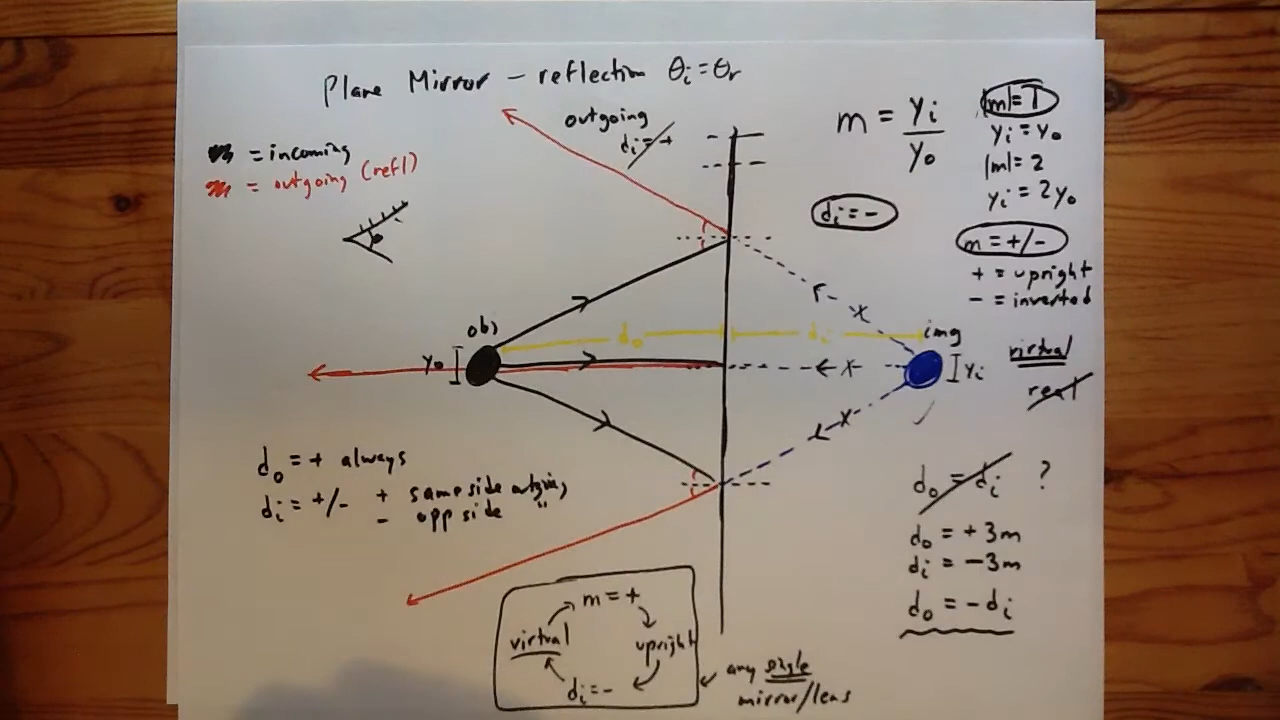 Plane Mirror - reflection θi = θr
= incoming
= outgoing (refl)
outgoing
di = +
m = yi/yo
|m| = 1
yi = yo
|m| = 2
yi = 2yo
di = -
m = +/-
+ = upright
- = inverted
obj
do
di
img
yo
yi
virtual
real
do = + always
di = +/- + same side outgoing
- opp side "
do = di ?
do = +3m
di = -3m
do = -di
m = +
virtual
upright
di = -
any single
mirror/lens